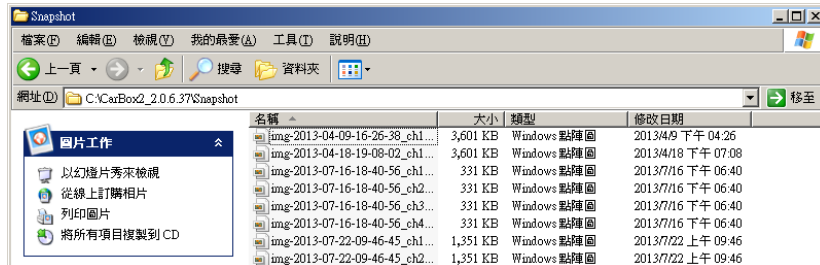 Snapshot
檔案(F) 編輯(E) 檢視(V) 我的最愛(A) 工具(T) 說明(H)
上一頁 搜尋 資料夾
網址(D) C:\CarBox2_2.0.6.37\Snapshot 移至
名稱 大小 類型 修改日期
圖片工作
以幻燈片秀來檢視
從線上訂購相片
列印圖片
將所有項目複製到 CD
img-2013-04-09-16-26-38_ch1... 3,601 KB Windows 點陣圖 2013/4/9 下午 04:26
img-2013-04-18-19-08-02_ch1... 3,601 KB Windows 點陣圖 2013/4/18 下午 07:08
img-2013-07-16-18-40-56_ch1... 331 KB Windows 點陣圖 2013/7/16 下午 06:40
img-2013-07-16-18-40-56_ch2... 331 KB Windows 點陣圖 2013/7/16 下午 06:40
img-2013-07-16-18-40-56_ch3... 331 KB Windows 點陣圖 2013/7/16 下午 06:40
img-2013-07-16-18-40-56_ch4... 331 KB Windows 點陣圖 2013/7/16 下午 06:40
img-2013-07-22-09-46-45_ch1... 1,351 KB Windows 點陣圖 2013/7/22 上午 09:46
img-2013-07-22-09-46-45_ch2... 1,351 KB Windows 點陣圖 2013/7/22 上午 09:46